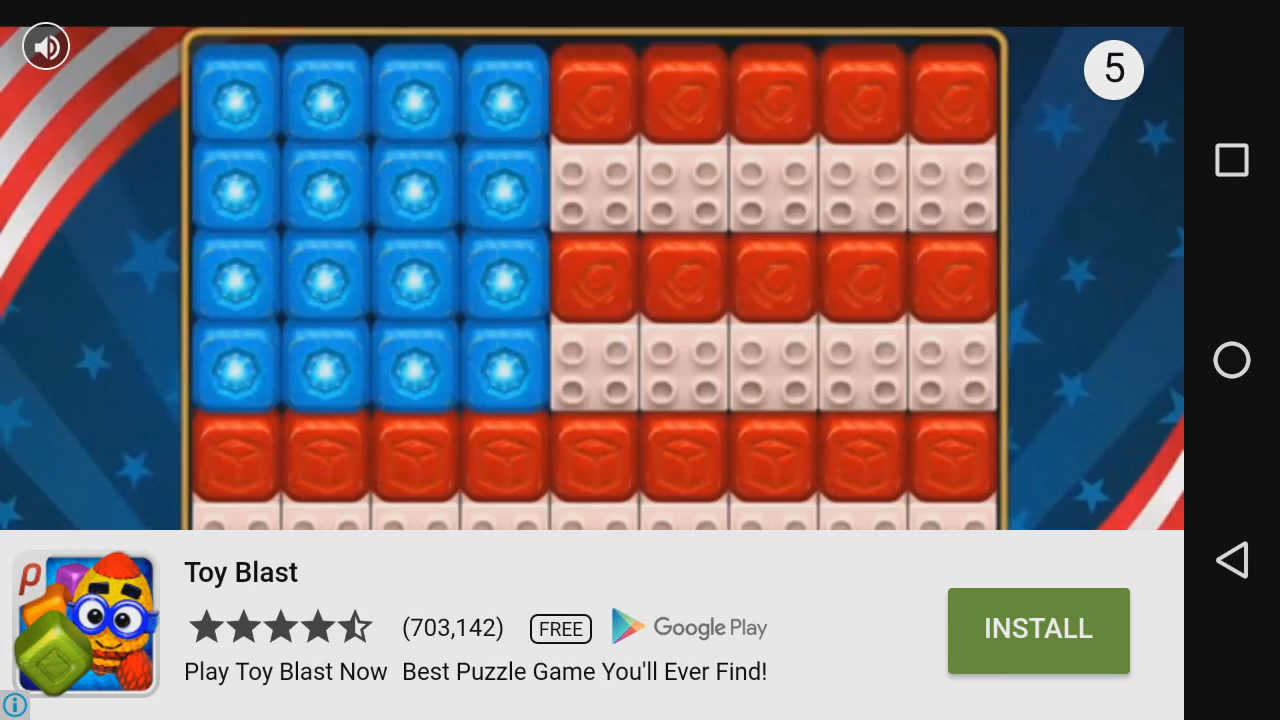 5
Toy Blast
(703,142) FREE Google Play
Play Toy Blast Now Best Puzzle Game You'll Ever Find!
INSTALL